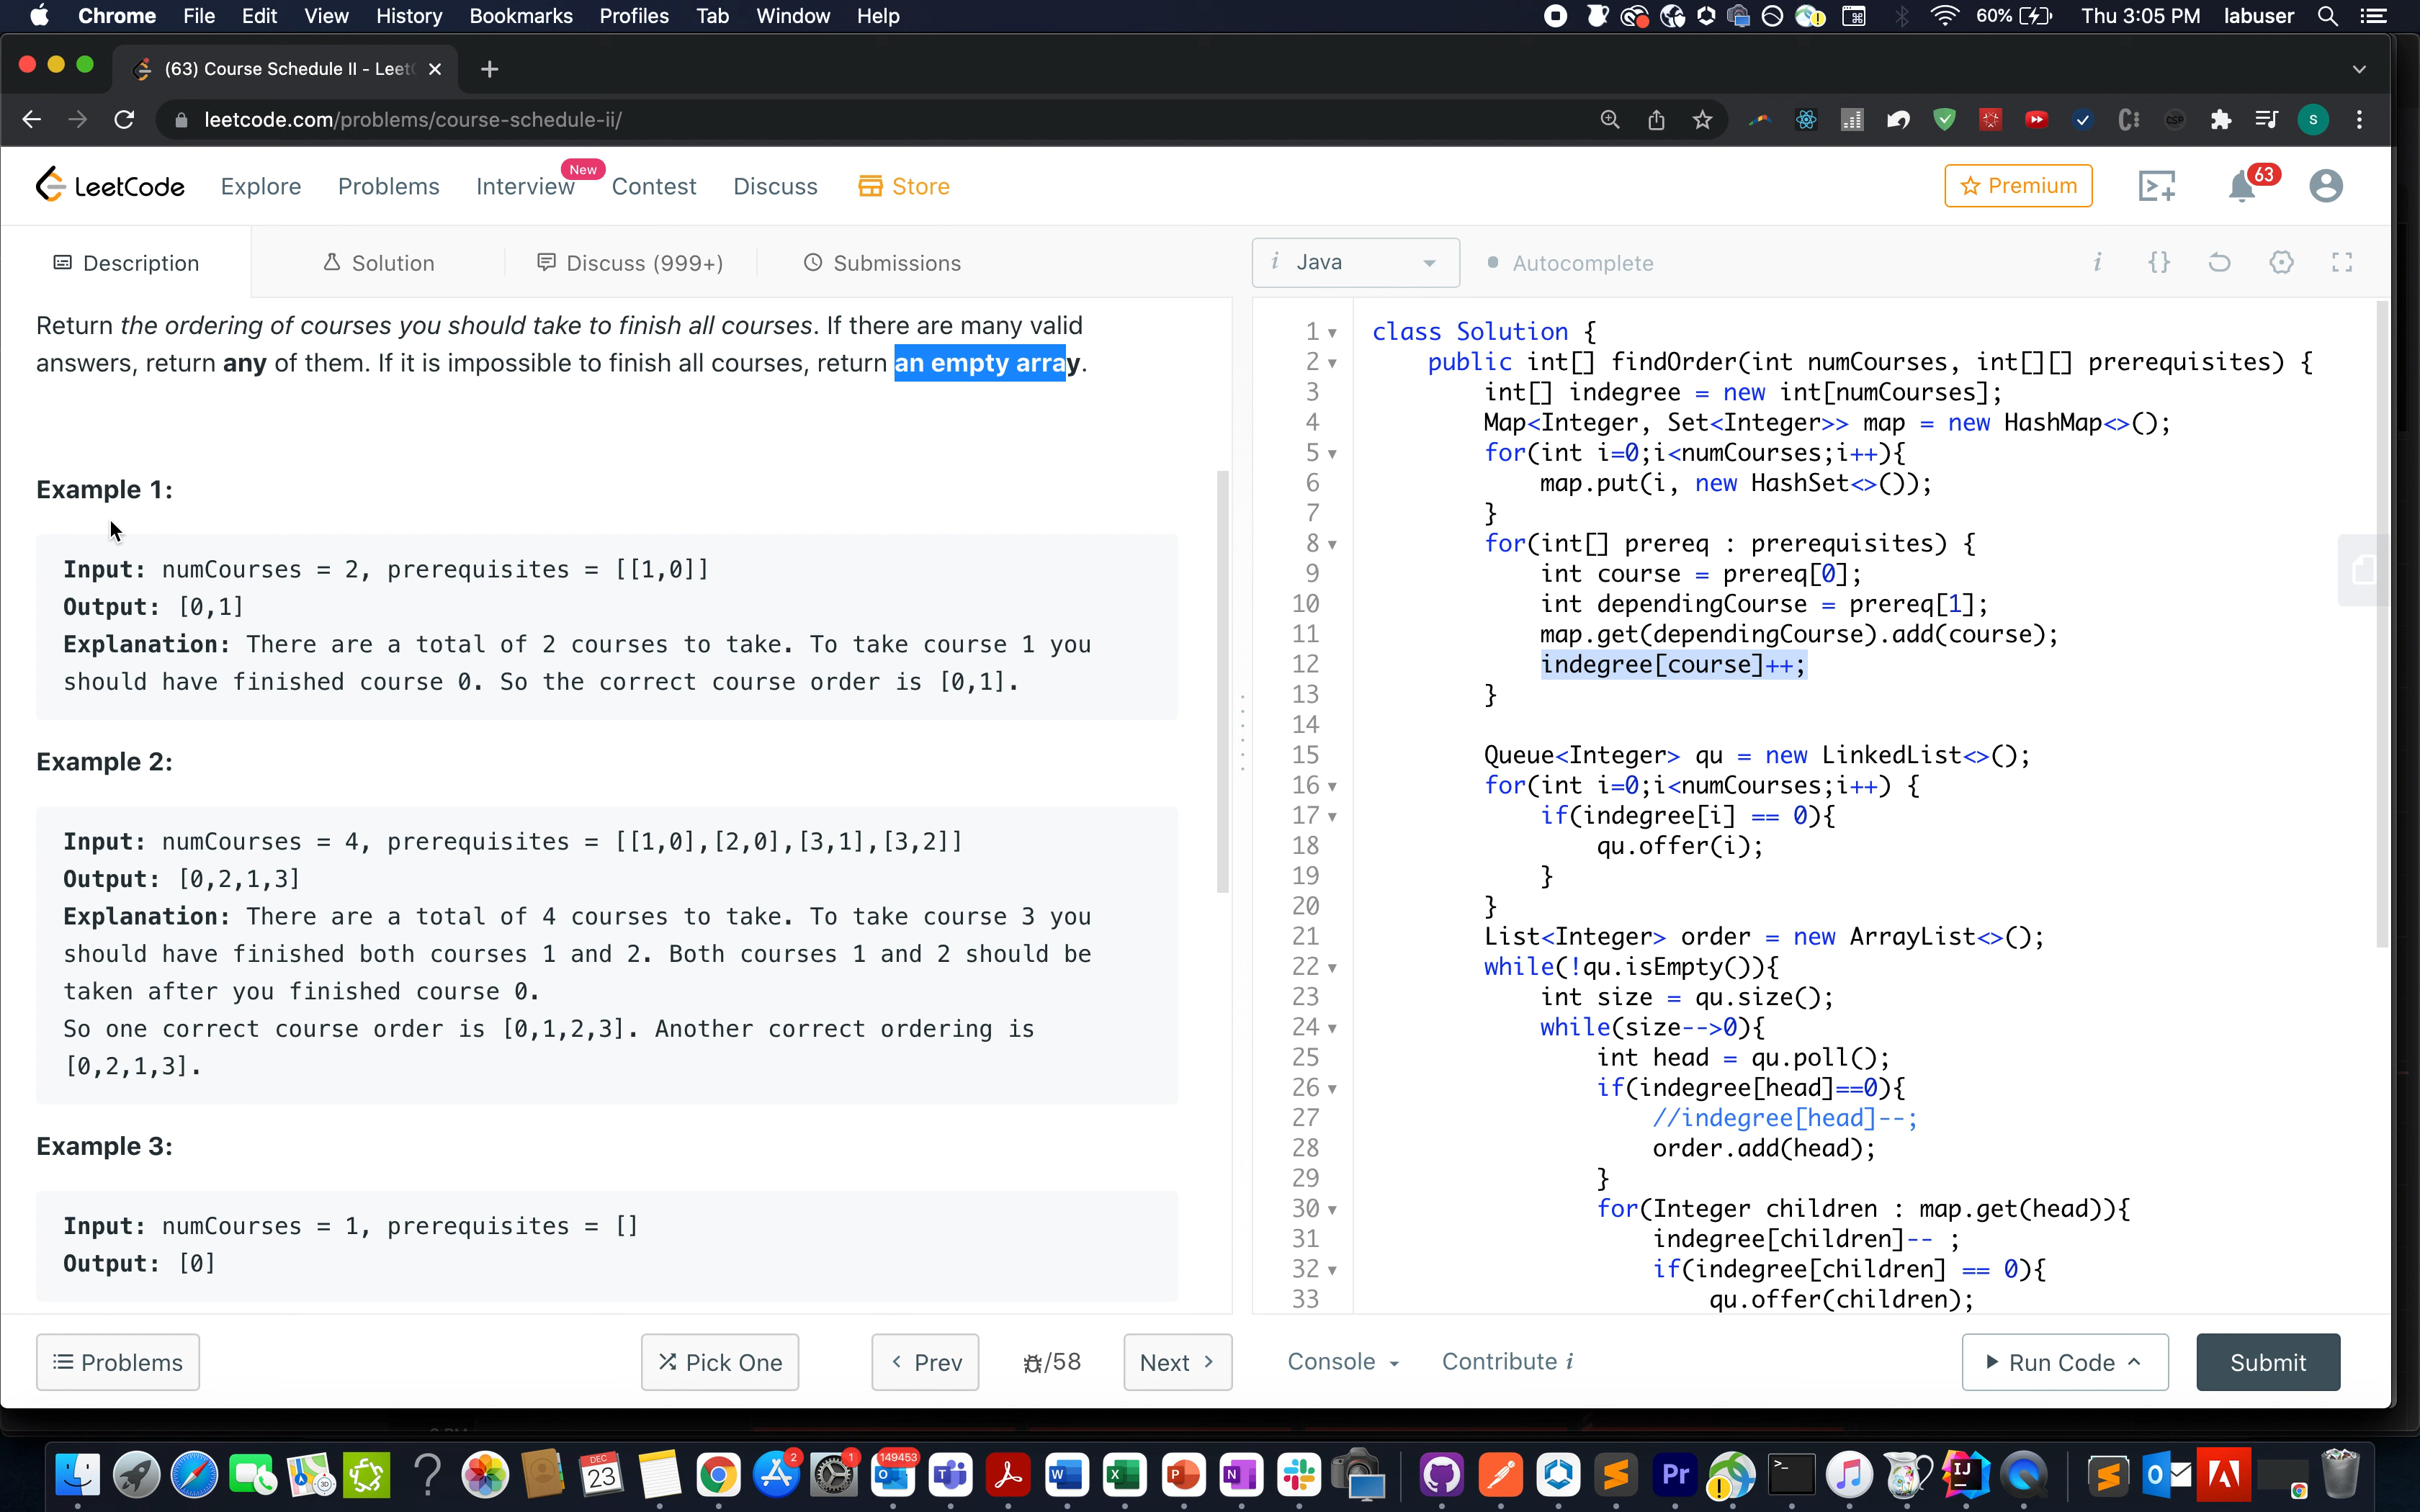 Chrome File Edit View History Bookmarks Profiles Tab Window Help 60% Thu 3:05 PM labuser
(63) Course Schedule II - Leet
leetcode.com/problems/course-schedule-ii/
LeetCode Explore Problems Interview New Contest Discuss Store Premium 63
Description Solution Discuss (999+) Submissions
i Java Autocomplete
Return the ordering of courses you should take to finish all courses. If there are many valid
answers, return any of them. If it is impossible to finish all courses, return an empty array.
Example 1:
Input: numCourses = 2, prerequisites = [[1,0]]
Output: [0,1]
Explanation: There are a total of 2 courses to take. To take course 1 you
should have finished course 0. So the correct course order is [0,1].
Example 2:
Input: numCourses = 4, prerequisites = [[1,0],[2,0],[3,1],[3,2]]
Output: [0,2,1,3]
Explanation: There are a total of 4 courses to take. To take course 3 you
should have finished both courses 1 and 2. Both courses 1 and 2 should be
taken after you finished course 0.
So one correct course order is [0,1,2,3]. Another correct ordering is
[0,2,1,3].
Example 3:
Input: numCourses = 1, prerequisites = []
Output: [0]
1 class Solution {
2 public int[] findOrder(int numCourses, int[][] prerequisites) {
3 int[] indegree = new int[numCourses];
4 Map<Integer, Set<Integer>> map = new HashMap<>();
5 for(int i=0;i<numCourses;i++){
6 map.put(i, new HashSet<>());
7 }
8 for(int[] prereq : prerequisites) {
9 int course = prereq[0];
10 int dependingCourse = prereq[1];
11 map.get(dependingCourse).add(course);
12 indegree[course]++;
13 }
14
15 Queue<Integer> qu = new LinkedList<>();
16 for(int i=0;i<numCourses;i++) {
17 if(indegree[i] == 0){
18 qu.offer(i);
19 }
20 }
21 List<Integer> order = new ArrayList<>();
22 while(!qu.isEmpty()){
23 int size = qu.size();
24 while(size-->0){
25 int head = qu.poll();
26 if(indegree[head]==0){
27 //indegree[head]--;
28 order.add(head);
29 }
30 for(Integer children : map.get(head)){
31 indegree[children]-- ;
32 if(indegree[children] == 0){
33 qu.offer(children);
Problems Pick One Prev /58 Next Console Contribute i Run Code Submit
DEC 23 2 1 149453